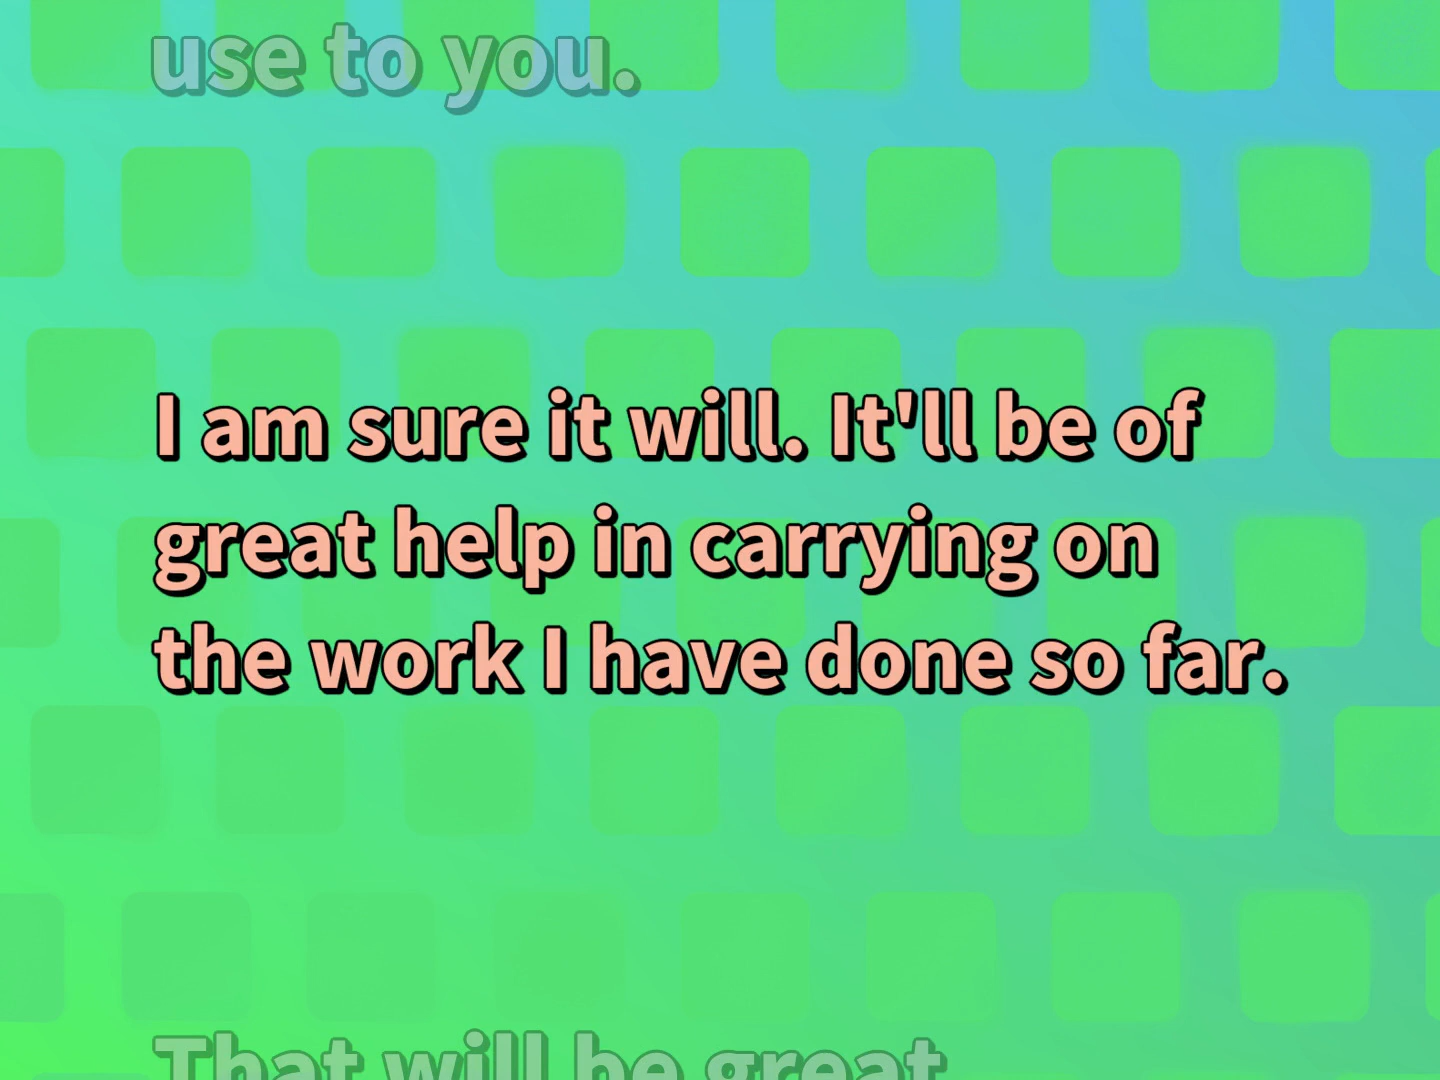 use to you.
I am sure it will. It'll be of
great help in carrying on
the work I have done so far.
That will be great